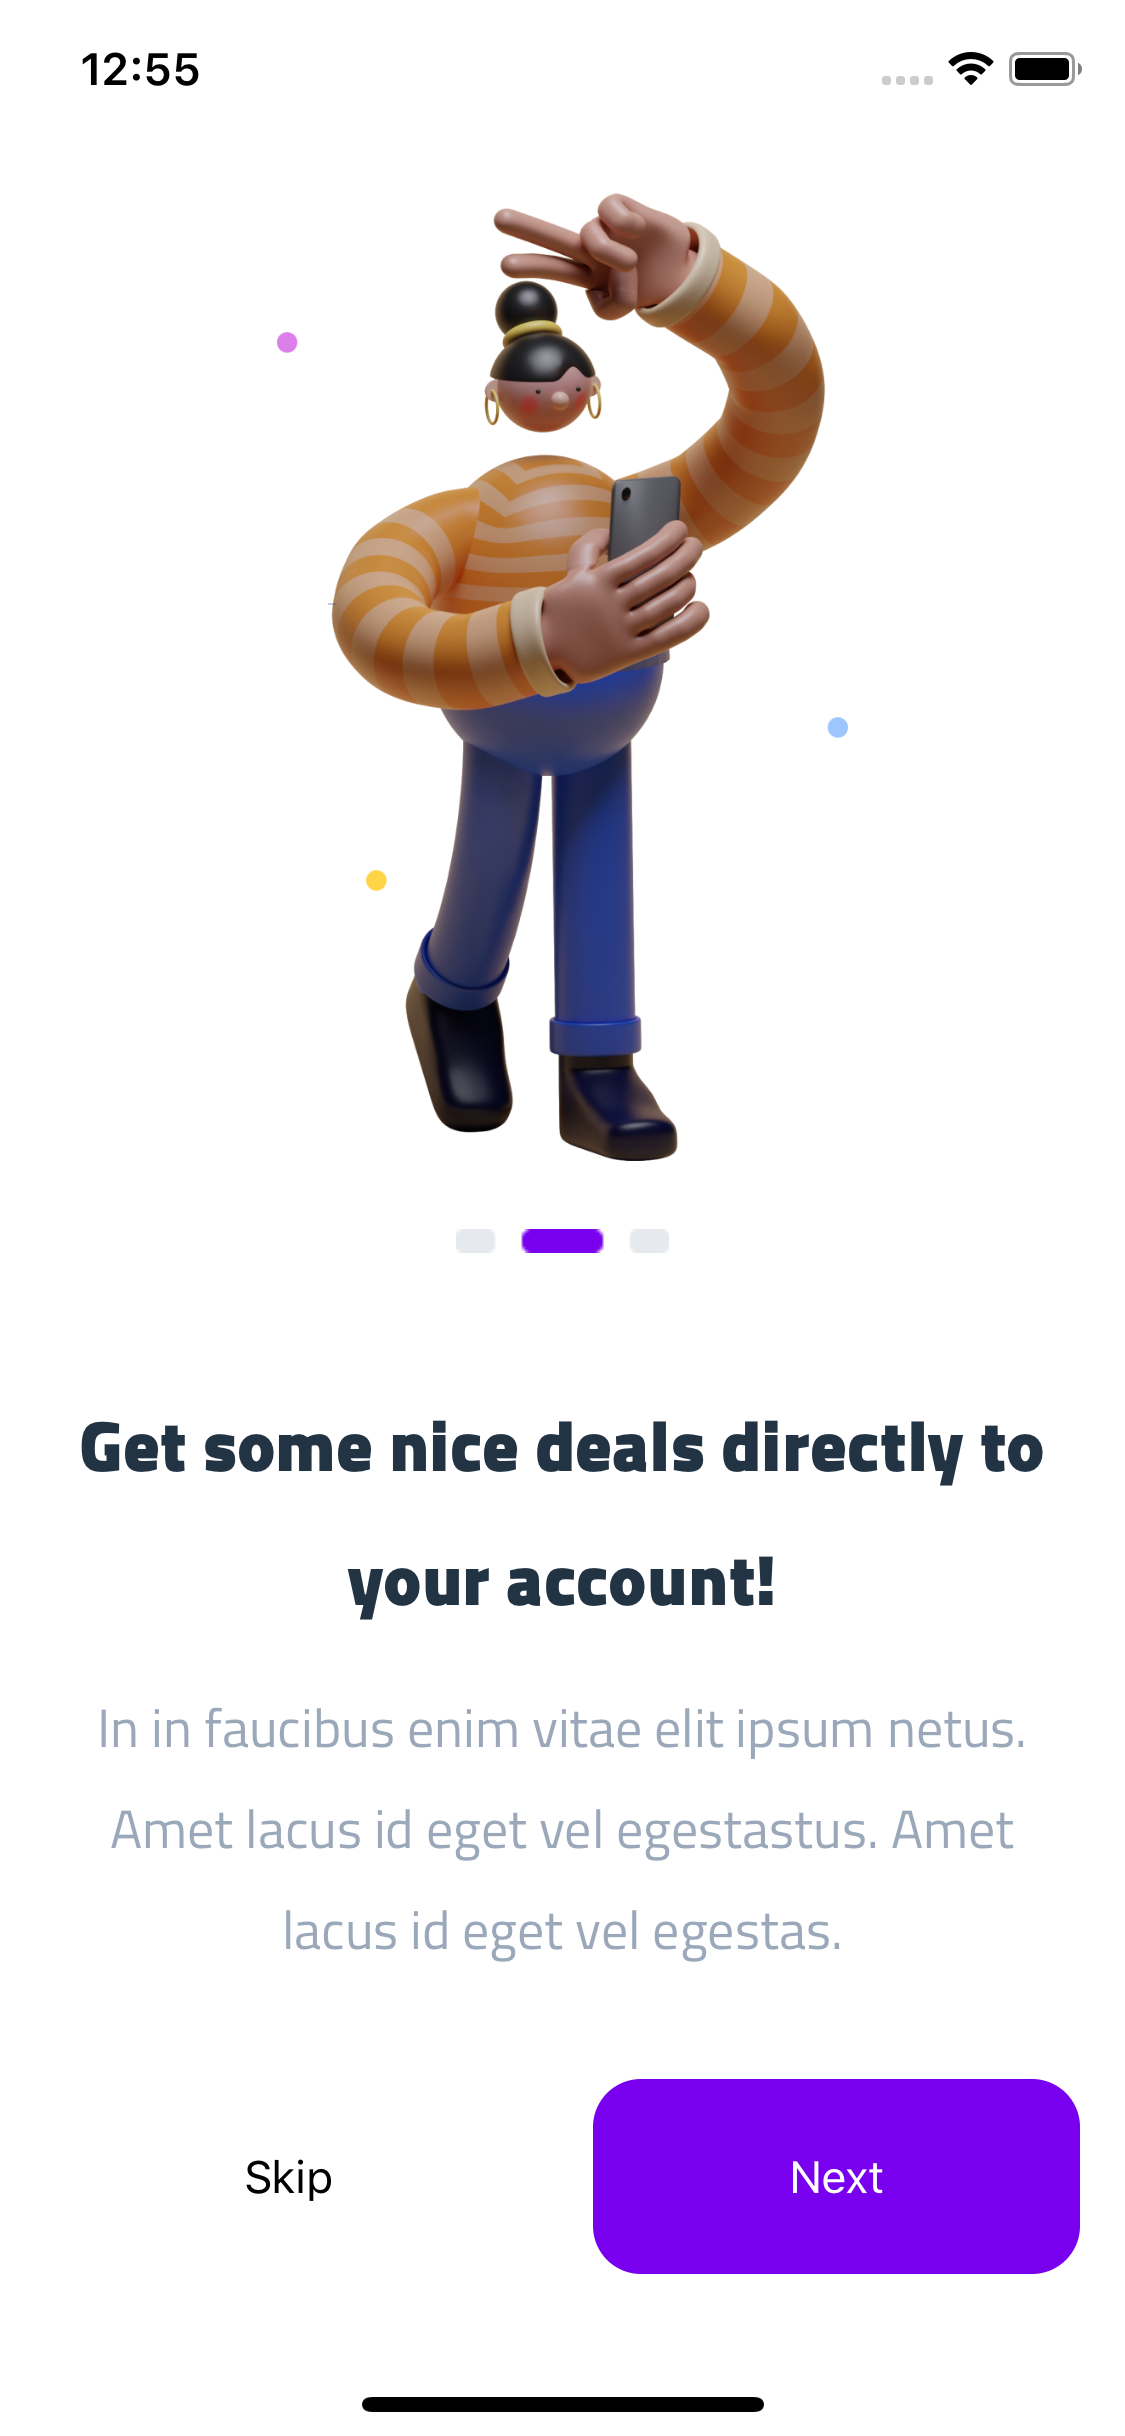 12:55
Get some nice deals directly to
your account!
In in faucibus enim vitae elit ipsum netus.
Amet lacus id eget vel egestastus. Amet
lacus id eget vel egestas.
Skip
Next